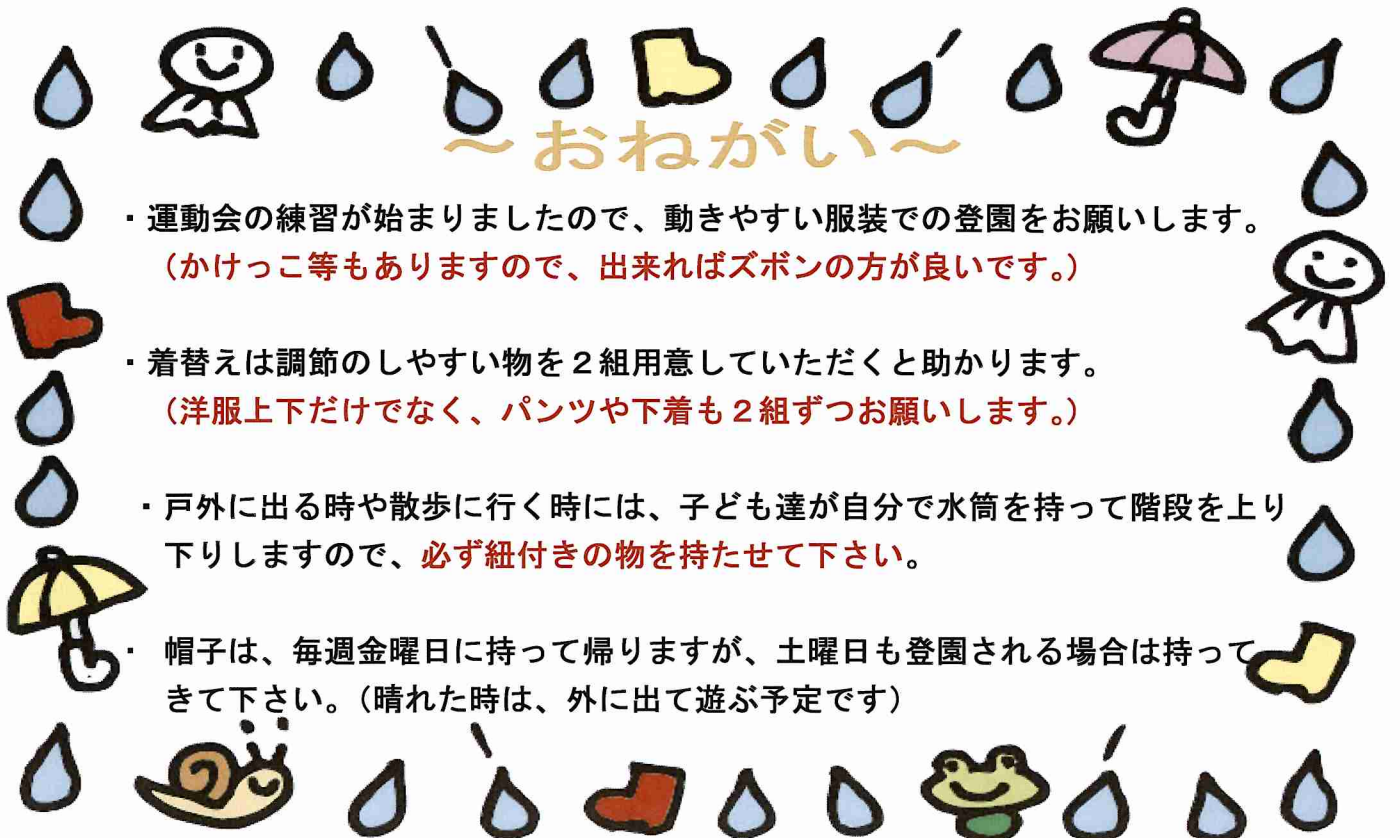 ～おねがい～
・運動会の練習が始まりましたので、動きやすい服装での登園をお願いします。
（かけっこ等もありますので、出来ればズボンの方が良いです。）
・着替えは調節のしやすい物を２組用意していただくと助かります。
（洋服上下だけでなく、パンツや下着も２組ずつお願いします。）
・戸外に出る時や散歩に行く時には、子ども達が自分で水筒を持って階段を上り
下りしますので、必ず紐付きの物を持たせて下さい。
・ 帽子は、毎週金曜日に持って帰りますが、土曜日も登園される場合は持って
きて下さい。（晴れた時は、外に出て遊ぶ予定です）